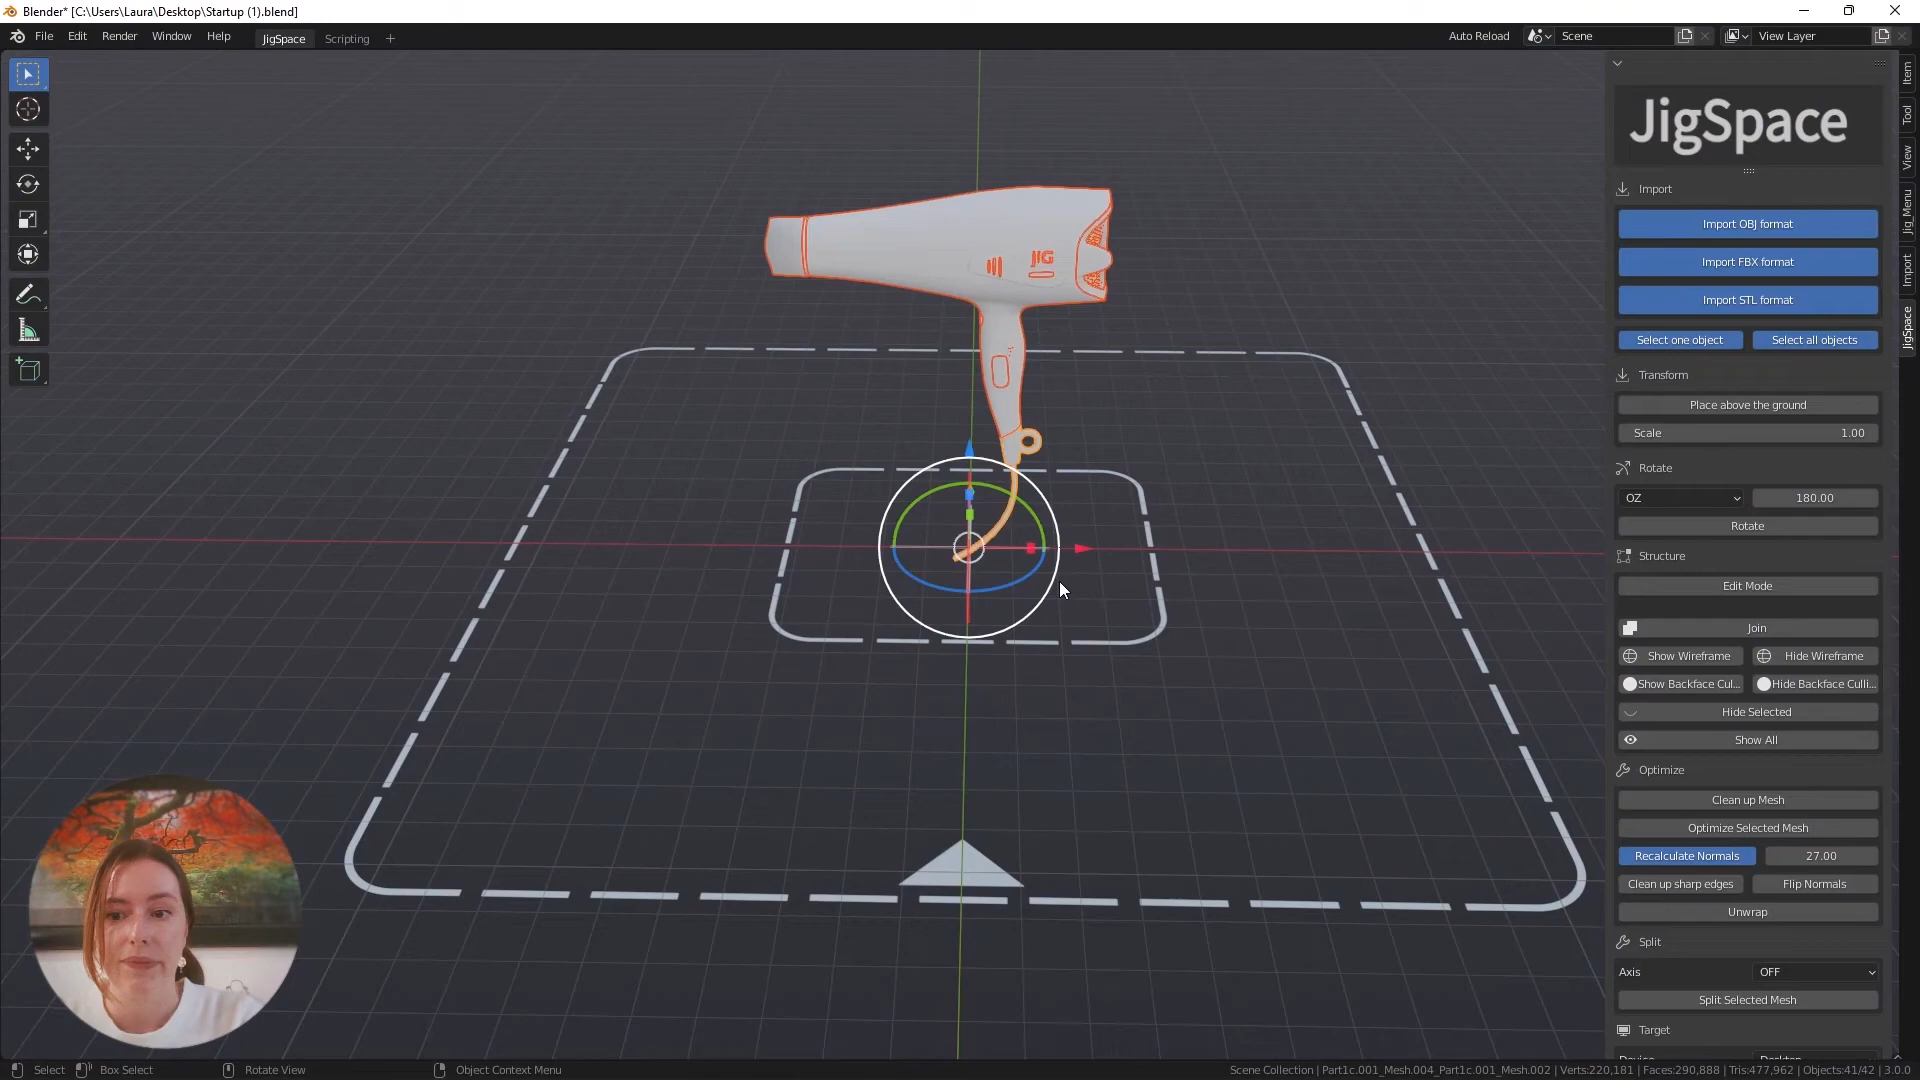 Blender* [C:\Users\Laura\Desktop\Startup (1).blend]
File Edit Render Window Help JigSpace Scripting + Auto Reload Scene View Layer
JigSpace
Import
Import OBJ format
Import FBX format
Import STL format
Select one object Select all objects
Transform
Place above the ground
Scale 1.00
Rotate
OZ 180.00
Rotate
Structure
Edit Mode
Join
Show Wireframe Hide Wireframe
Show Backface Cul... Hide Backface Culli...
Hide Selected
Show All
Optimize
Clean up Mesh
Optimize Selected Mesh
Recalculate Normals 27.00
Clean up sharp edges Flip Normals
Unwrap
Split
Axis OFF
Split Selected Mesh
Target
Item
Tool
View
Jig_Menu
Import
JigSpace
JIG
Select Box Select Rotate View Object Context Menu Scene Collection | Part1c.001_Mesh.004_Part1c.001_Mesh.002 | Verts:220,181 | Faces:290,888 | Tris:477,962 | Objects:41/42 | 3.0.0